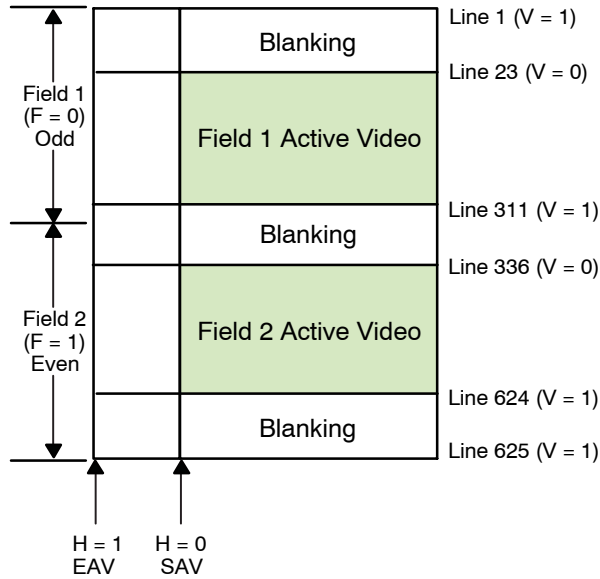 Line 1 (V = 1)
Blanking
Line 23 (V = 0)
Field 1
(F = 0)
Odd
Field 1 Active Video
Line 311 (V = 1)
Blanking
Line 336 (V = 0)
Field 2
(F = 1)
Even
Field 2 Active Video
Line 624 (V = 1)
Blanking
Line 625 (V = 1)
H = 1
EAV
H = 0
SAV